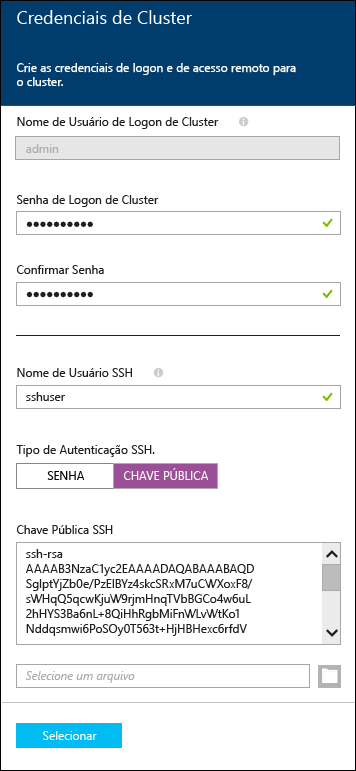 Credenciais de Cluster
Crie as credenciais de logon e de acesso remoto para
o cluster.
Nome de Usuário de Logon de Cluster
admin
Senha de Logon de Cluster
●●●●●●●●●●
Confirmar Senha
●●●●●●●●●●
Nome de Usuário SSH
sshuser
Tipo de Autenticação SSH.
SENHA CHAVE PÚBLICA
Chave Pública SSH
ssh-rsa
AAAAB3NzaC1yc2EAAAADAQABAAABAQD
SglptYjZb0e/PzElBYz4skcSRxM7uCWXoxF8/
sWHqQ5qcwKjuW9rjmHnqTVbBGCo4w6uL
2hHYS3Ba6nL+8QiHhRgbMiFnWLvWtKo1
Nddqsmwi6PoSOy0T563t+HjHBHexc6rfdV
Selecione um arquivo
Selecionar